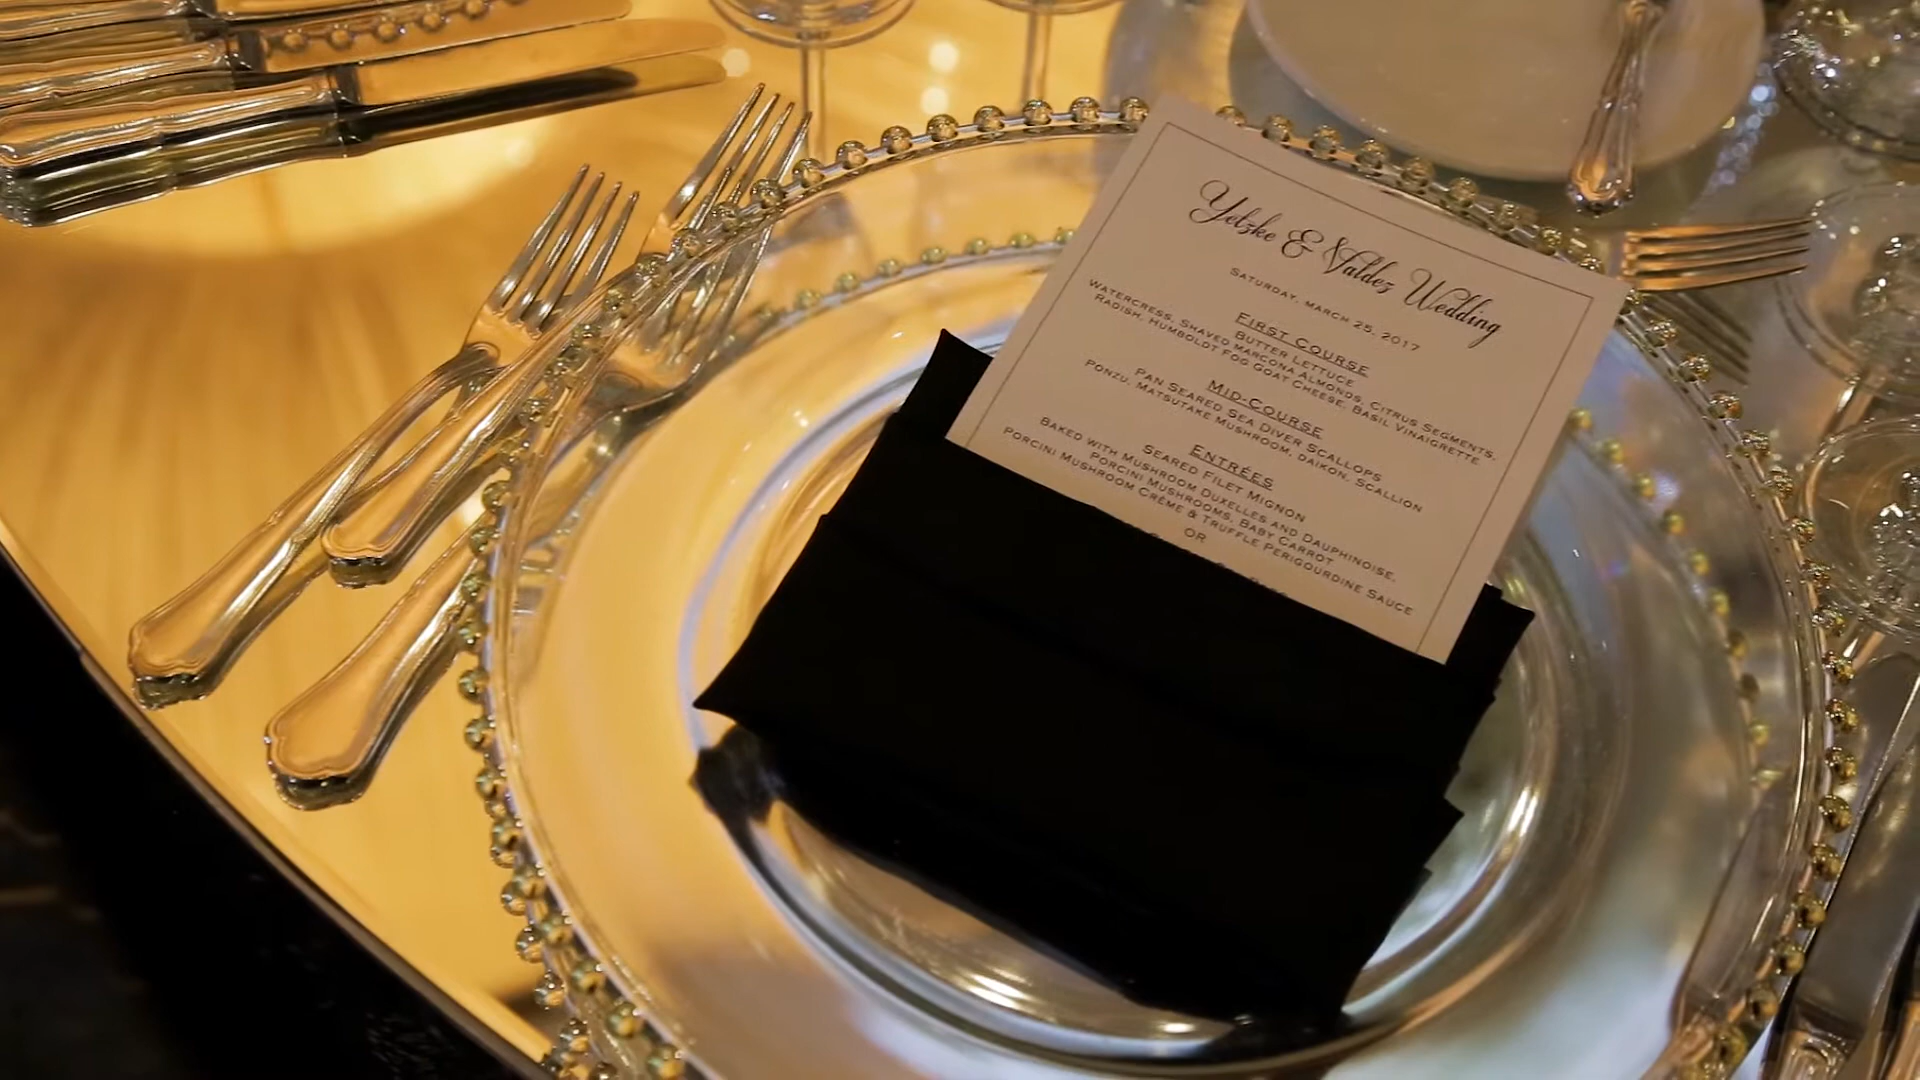 Yelzke & Valdez Wedding
Saturday, March 25, 2017
First Course
Butter Lettuce
Watercress, Shaved Marcona Almonds, Citrus Segments,
Radish, Humboldt Fog Goat Cheese, Basil Vinaigrette
Mid-Course
Pan Seared Sea Diver Scallops
Ponzu, Matsutake Mushroom, Daikon, Scallion
Entrées
Seared Filet Mignon
Baked with Mushroom Duxelles and Dauphinoise,
Porcini Mushrooms, Baby Carrot
Porcini Mushroom Crème & Truffle Perigourdine Sauce
or